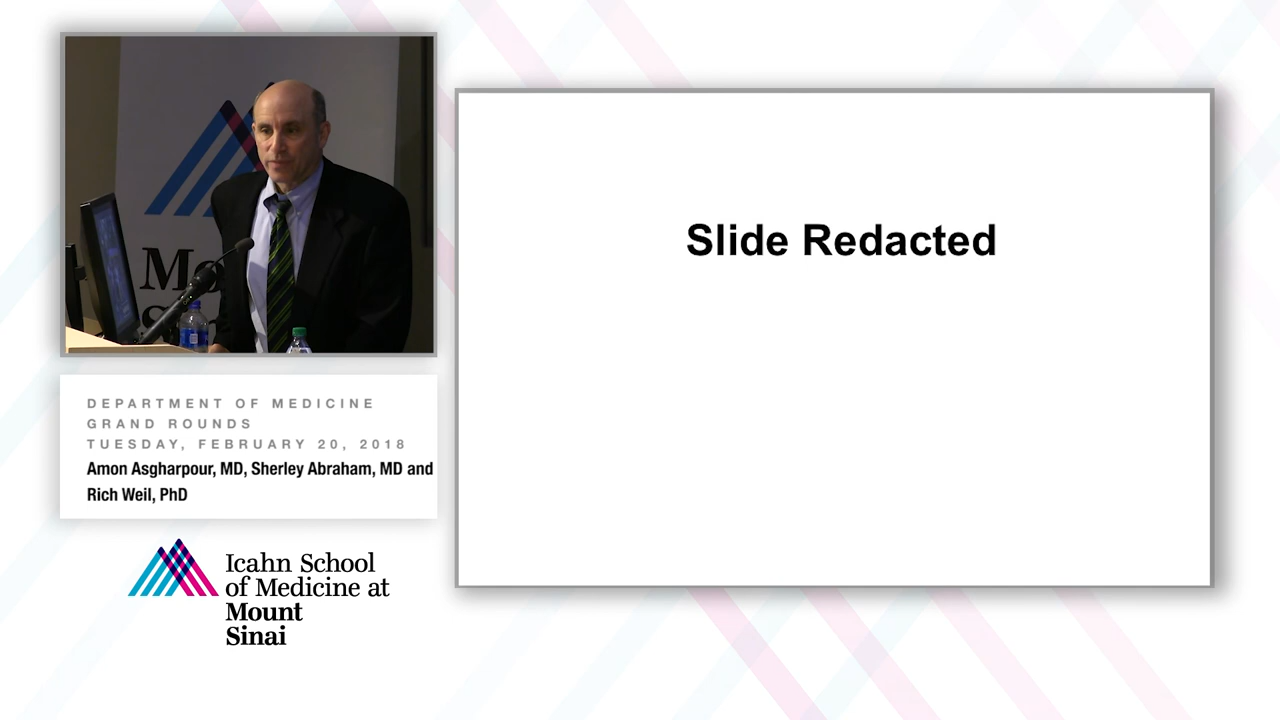 Slide Redacted
DEPARTMENT OF MEDICINE
GRAND ROUNDS
TUESDAY, FEBRUARY 20, 2018
Amon Asgharpour, MD, Sherley Abraham, MD and
Rich Weil, PhD
Icahn School
of Medicine at
Mount
Sinai